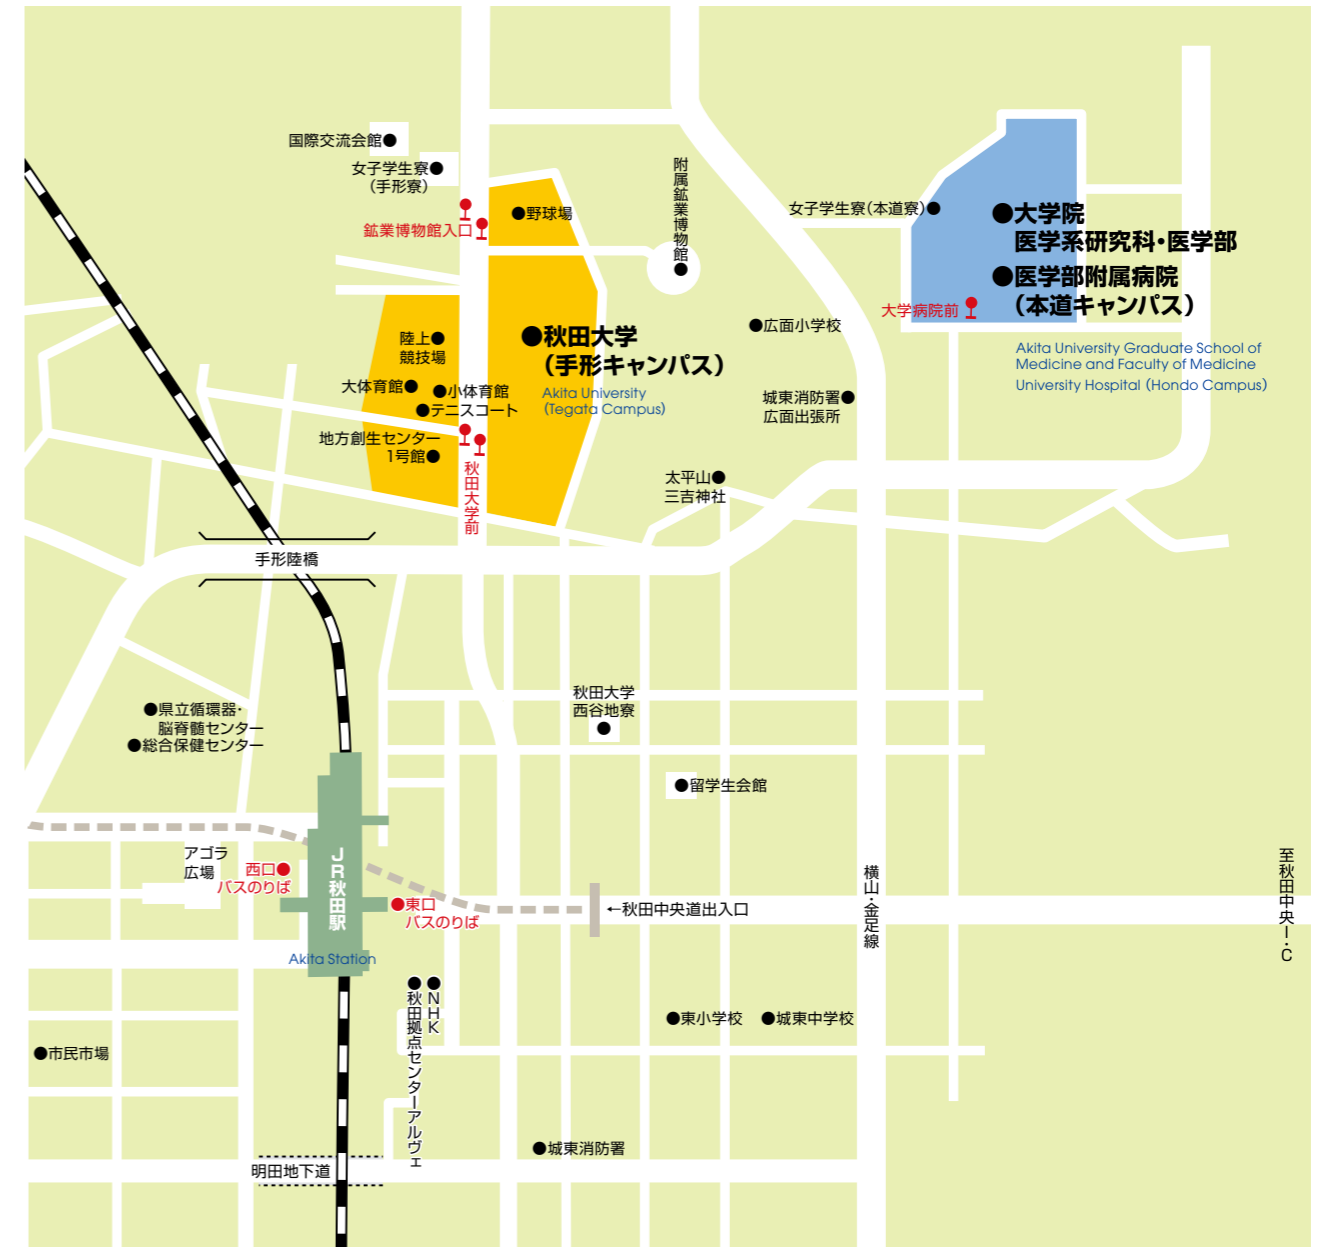 国際交流会館
女子学生寮
（手形寮）
鉱業博物館入口
野球場
附属鉱業博物館
女子学生寮（本道寮）
大学院
医学系研究科・医学部
医学部附属病院
（本道キャンパス）
大学病院前
Akita University Graduate School of
Medicine and Faculty of Medicine
University Hospital (Hondo Campus)
広面小学校
陸上
競技場
秋田大学
（手形キャンパス）
Akita University
(Tegata Campus)
大体育館
小体育館
テニスコート
城東消防署
広面出張所
地方創生センター
1号館
秋田大学前
太平山
三吉神社
手形陸橋
秋田大学
西谷地寮
県立循環器・
脳脊髄センター
総合保健センター
留学生会館
アゴラ
広場
西口
バスのりば
JR秋田駅
Akita Station
東口
バスのりば
←秋田中央道出入口
横山・金足線
至秋田中央I・C
NHK
秋田拠点センターアルヴェ
東小学校
城東中学校
市民市場
城東消防署
明田地下道